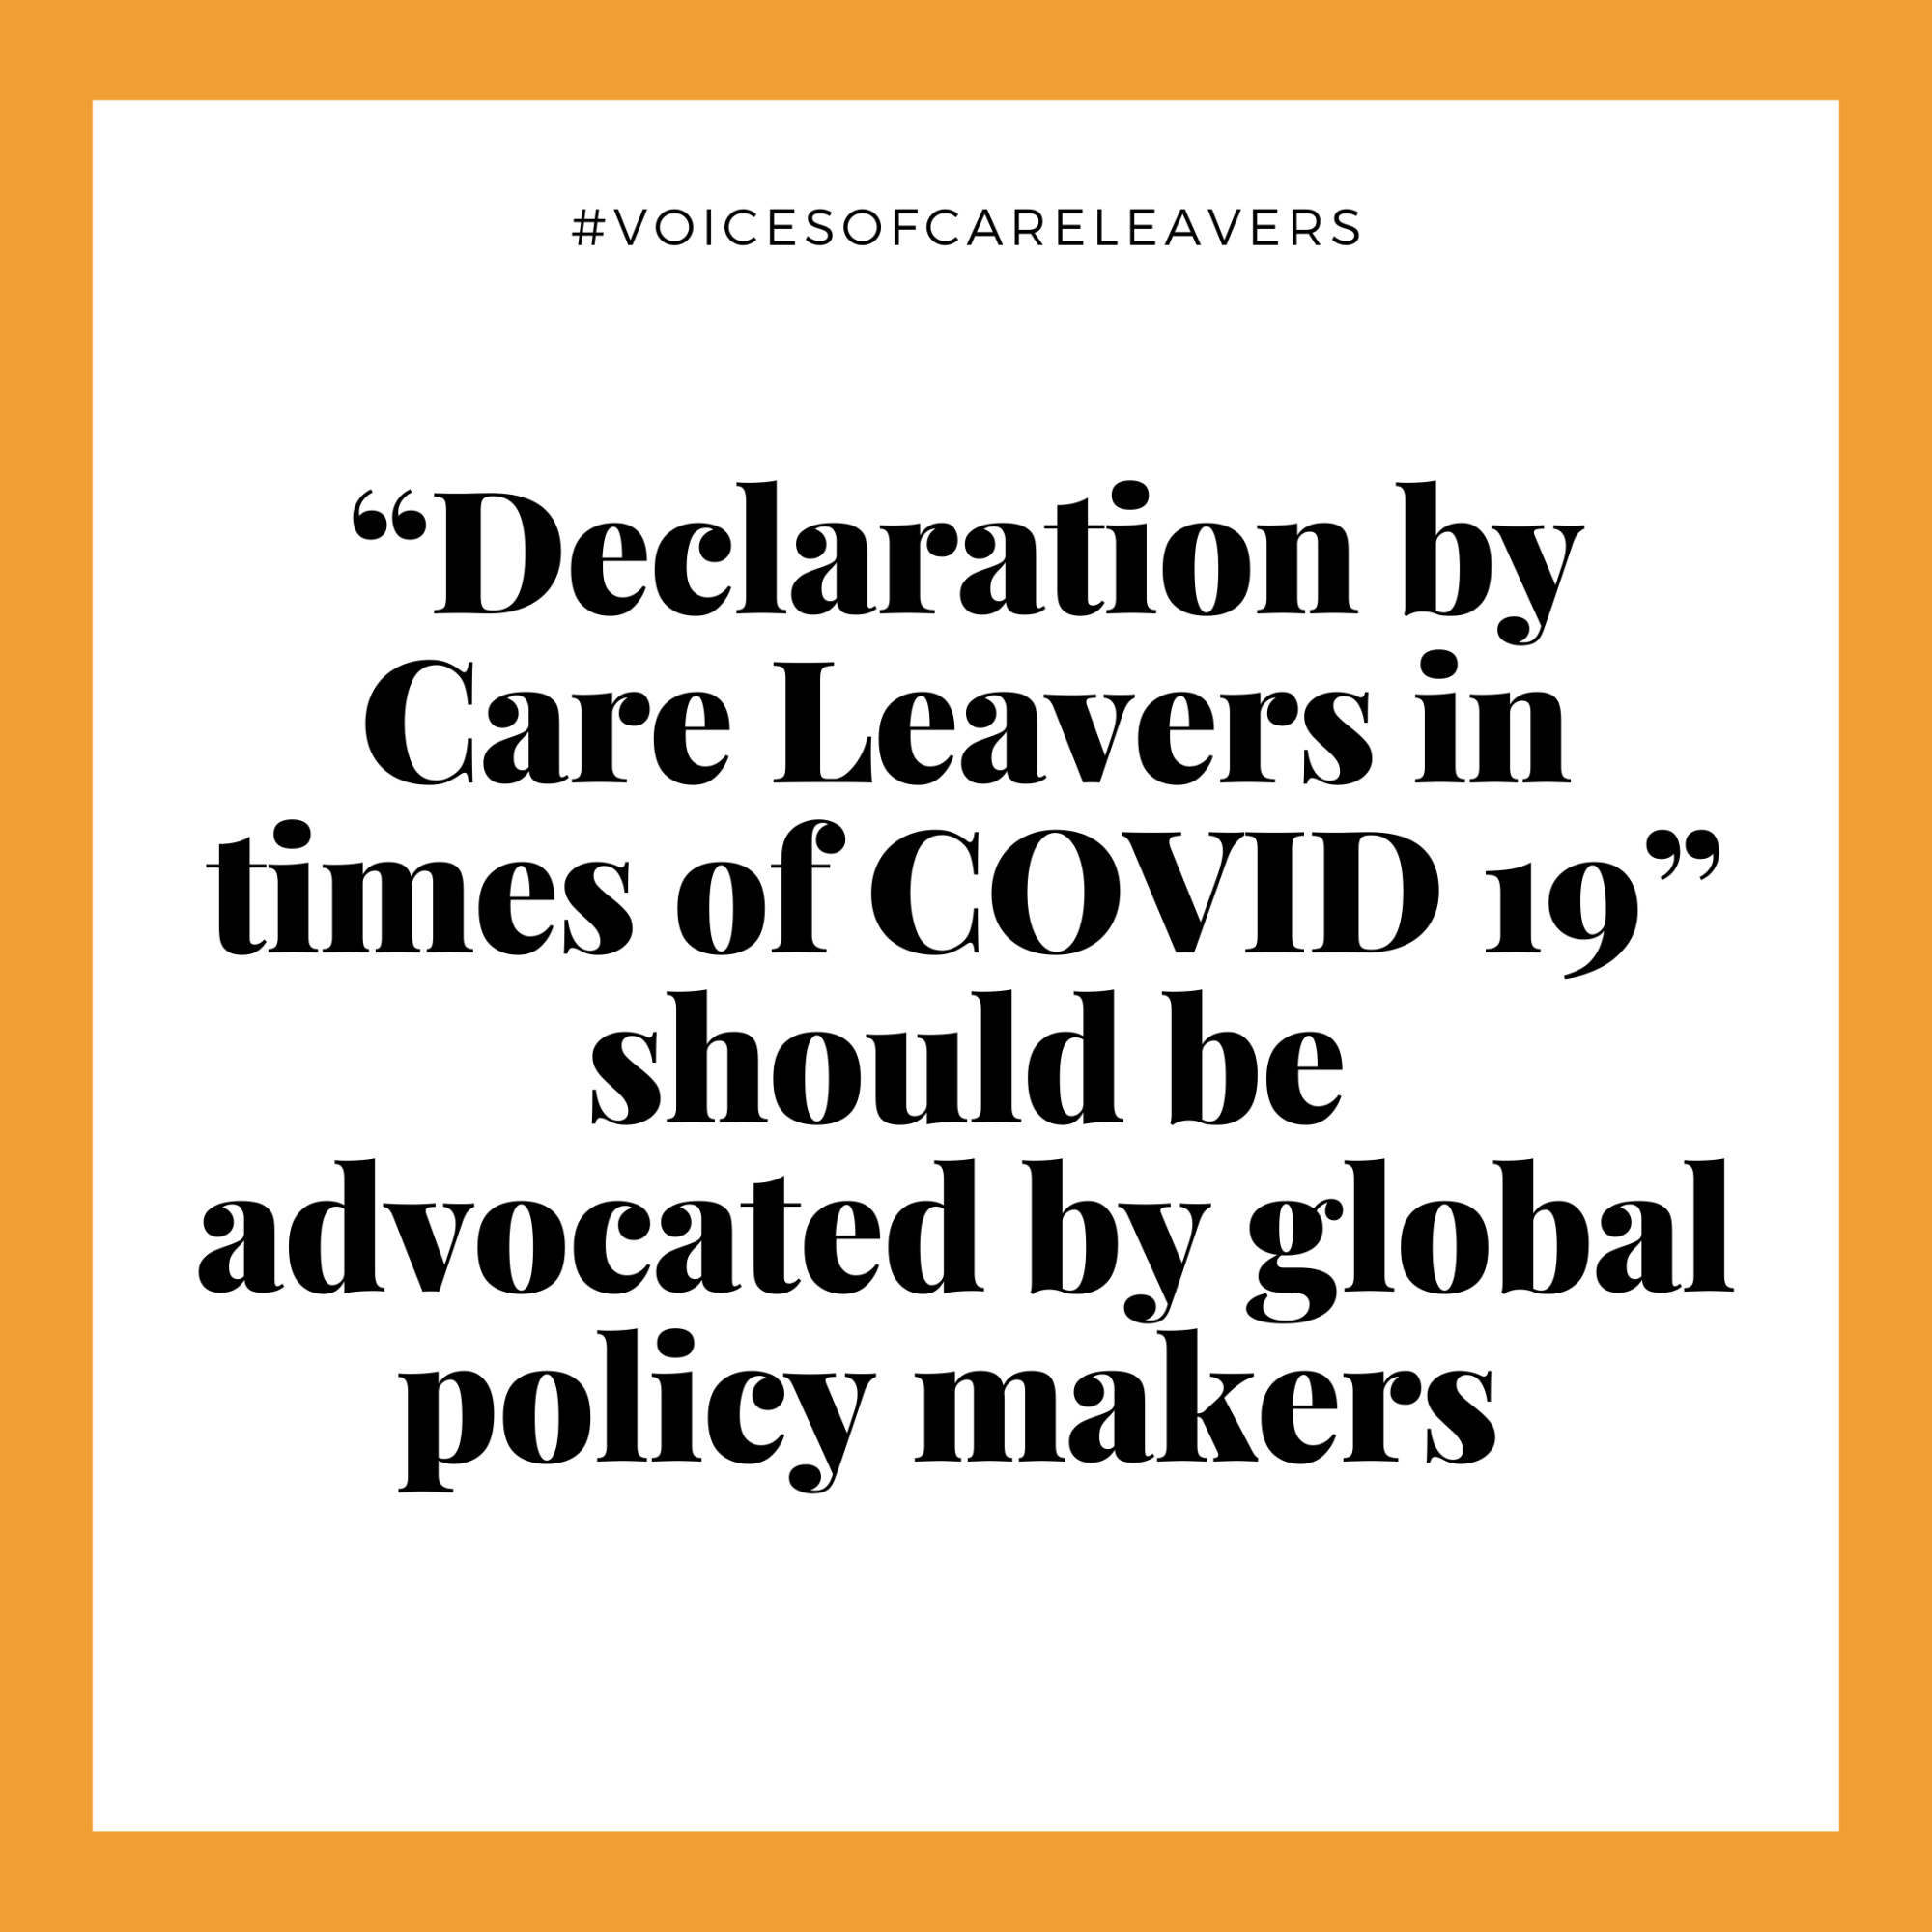 #VOICESOFCARELEAVERS
“Declaration by
Care Leavers in
times of COVID 19”
should be
advocated by global
policy makers